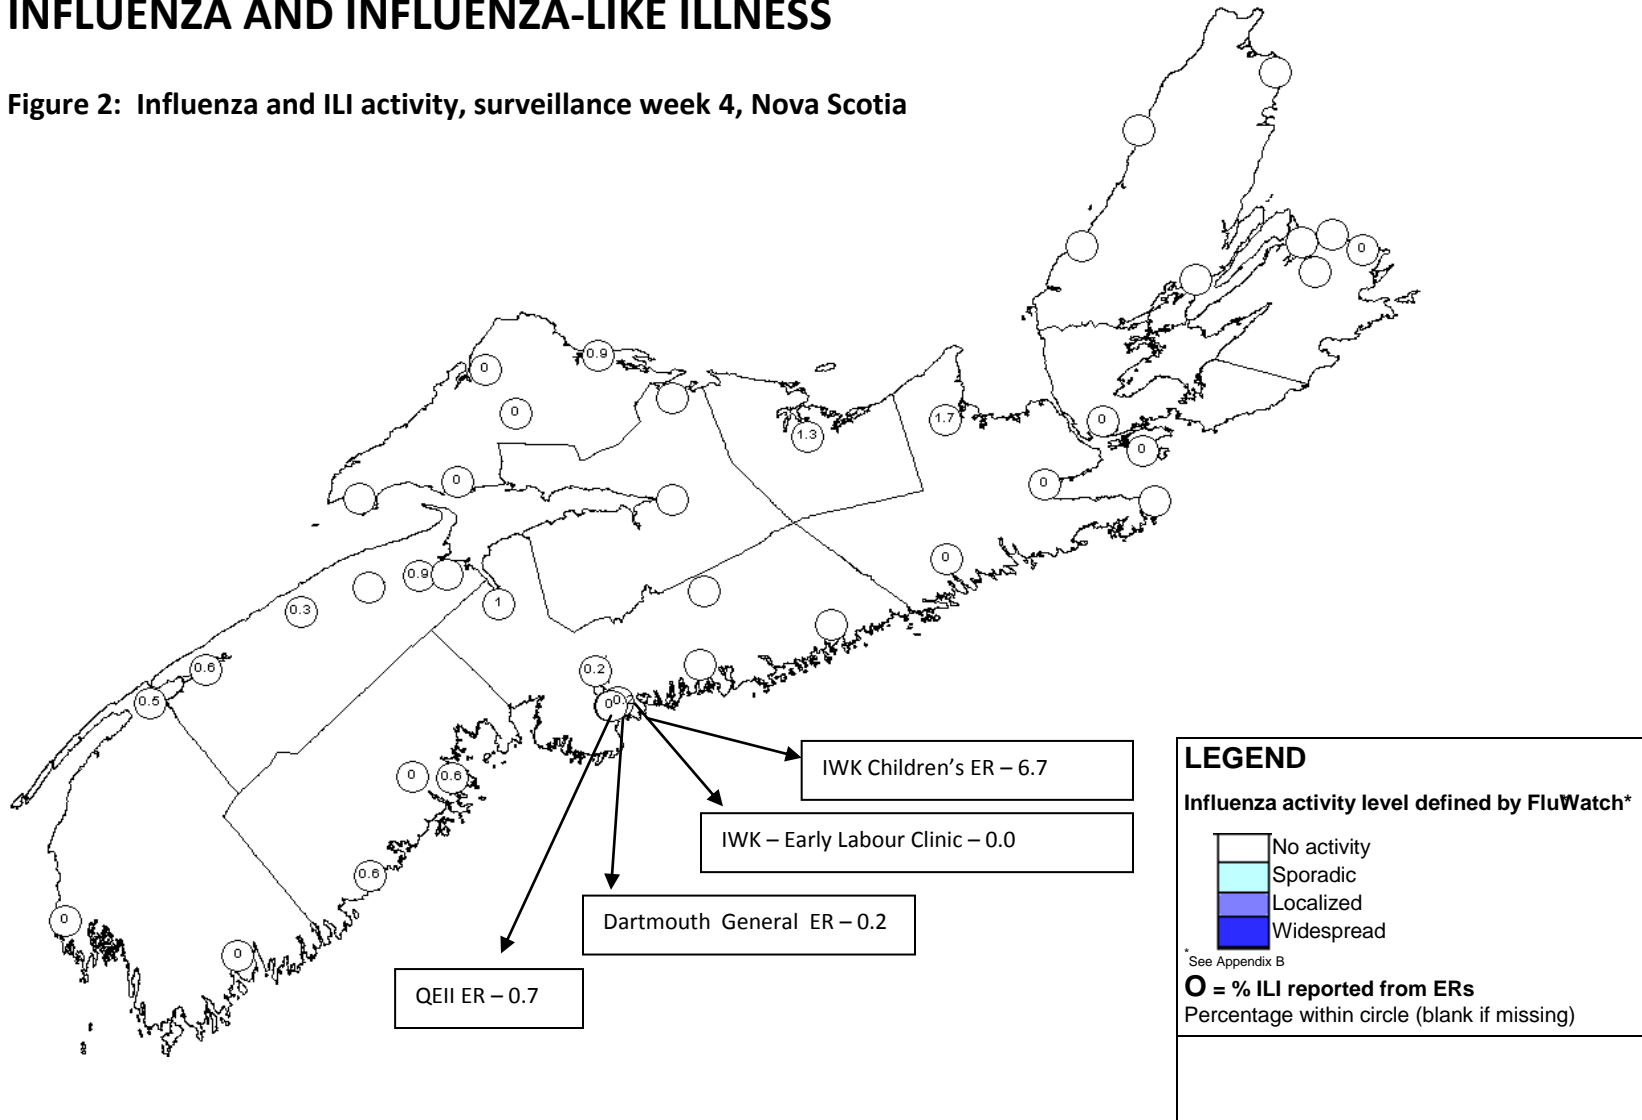 INFLUENZA AND INFLUENZA-LIKE ILLNESS
Figure 2: Influenza and ILI activity, surveillance week 4, Nova Scotia
0
0.9
0
0
1.3
1.7
0
0
0
0
0
0.9
0.3
1
0.6
0.5
0.2
0
0.2
0
0.6
0.6
0
0
IWK Children's ER – 6.7
IWK – Early Labour Clinic – 0.0
Dartmouth General ER – 0.2
QEII ER – 0.7
LEGEND
Influenza activity level defined by FluWatch*
No activity
Sporadic
Localized
Widespread
*See Appendix B
O = % ILI reported from ERs
Percentage within circle (blank if missing)